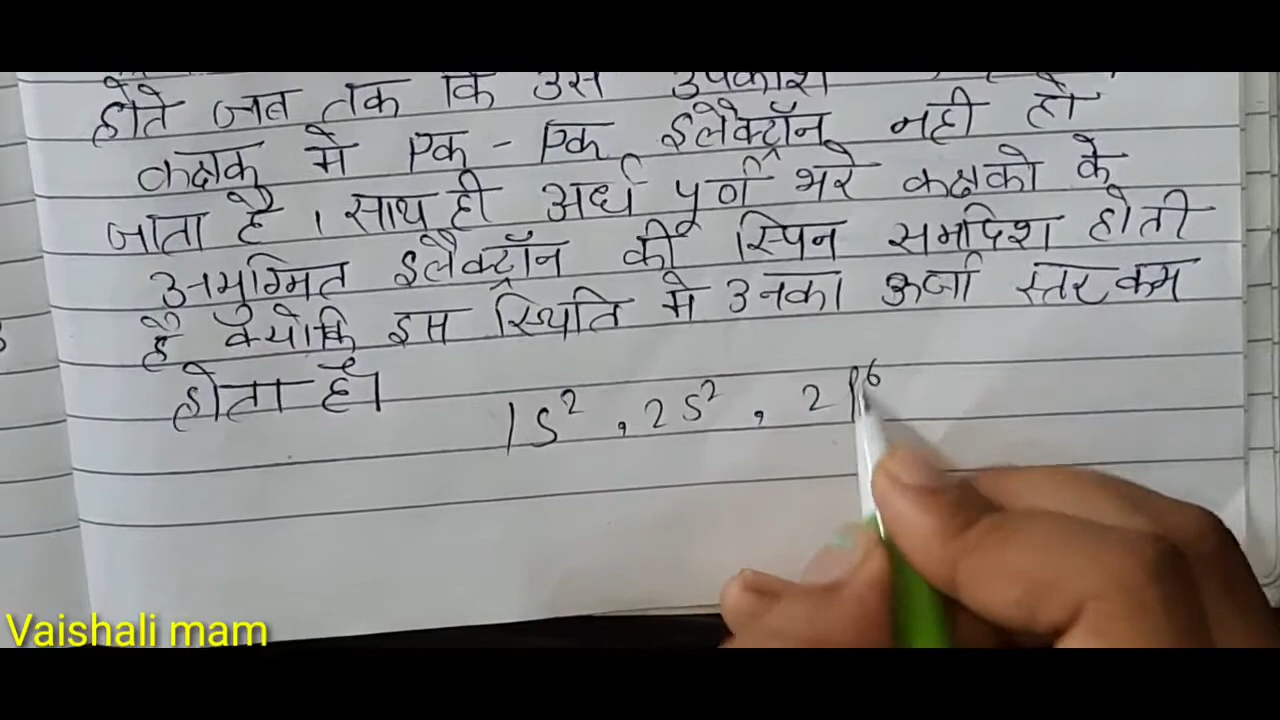 होते जब तक कि उस उपकोश
कक्षक में एक - एक इलैक्ट्रॉन नही हो
जाता है । साथ ही अर्ध पूर्ण भरे कक्षको के
अयुग्मित इलैक्ट्रॉन की स्पिन समदिश होती
है क्योकि इस स्थिति मे उनका ऊर्जा स्तर कम
होता है।
1S², 2S², 2P⁶
Vaishali mam